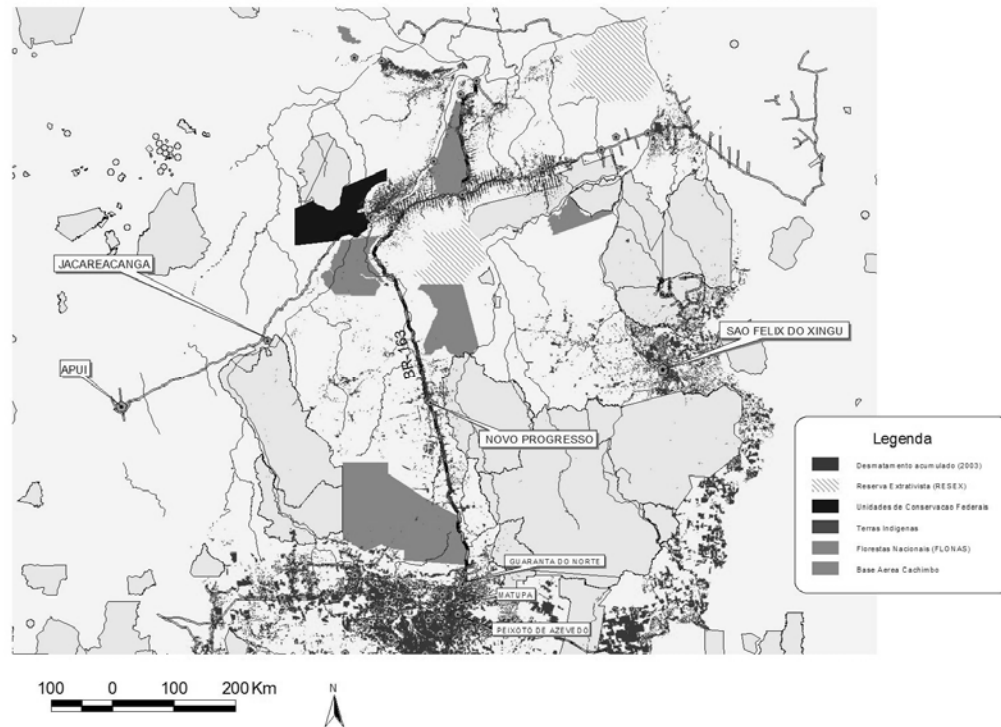 JACAREACANGA
SAO FELIX DO XINGU
APUI
BR-163
NOVO PROGRESSO
GUARANTA DO NORTE
MATUPA
PEIXOTO DE AZEVEDO
Legenda
Desmatamento acumulado (2003)
Reserva Extrativista (RESEX)
Unidades de Conservacao Federais
Terras Indigenas
Florestas Nacionais (FLONAS)
Base Aerea Cachimbo
100 0 100 200 Km
N